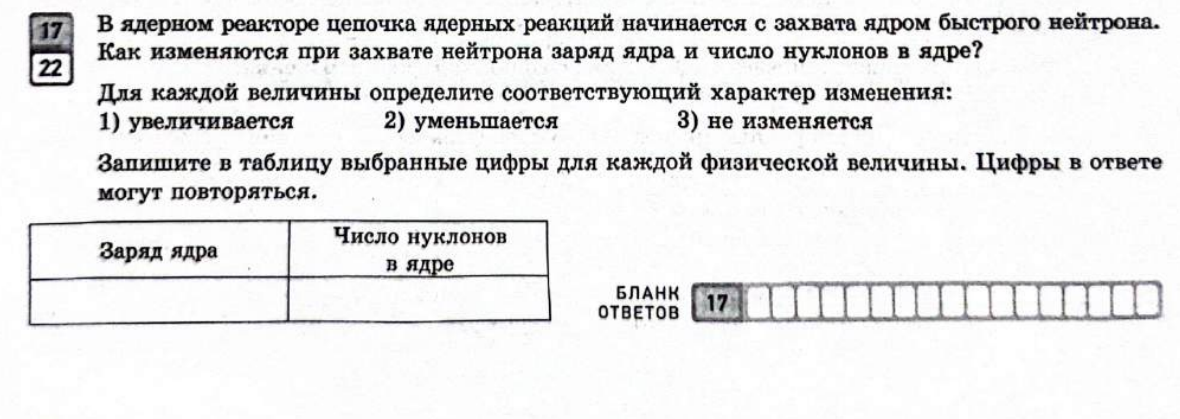 17
22
В ядерном реакторе цепочка ядерных реакций начинается с захвата ядром быстрого нейтрона.
Как изменяются при захвате нейтрона заряд ядра и число нуклонов в ядре?
Для каждой величины определите соответствующий характер изменения:
1) увеличивается 2) уменьшается 3) не изменяется
Запишите в таблицу выбранные цифры для каждой физической величины. Цифры в ответе
могут повторяться.
Заряд ядра
Число нуклонов
в ядре
БЛАНК
ОТВЕТОВ
17